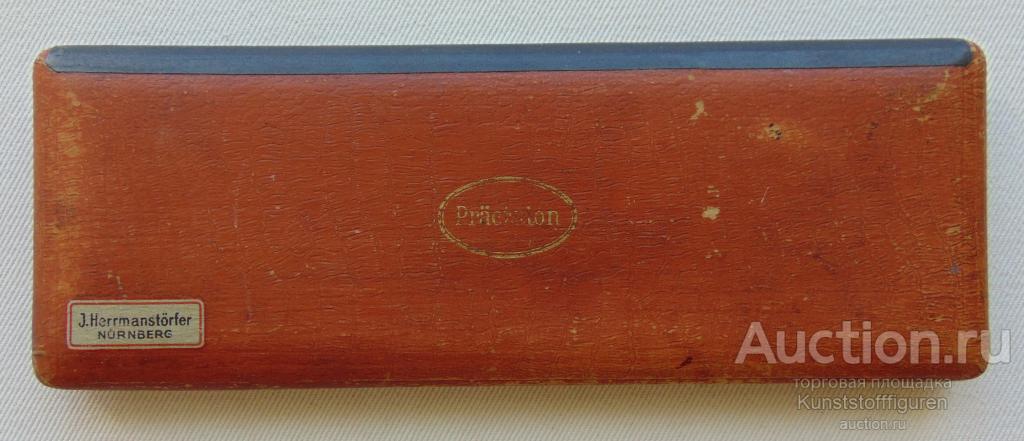 Präcision
J.Herrmanstörfer
NÜRNBERG
Auction.ru
торговая площадка
Kunststofffiguren
auction.ru